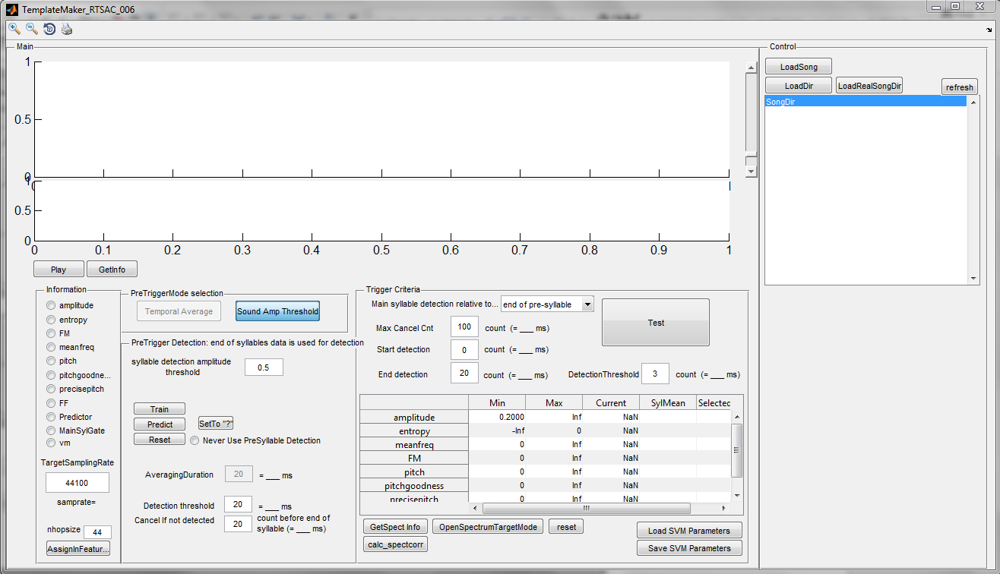 TemplateMaker_RTSAC_006
Main
1
0.5
0
1
0.5
0
0 0.1 0.2 0.3 0.4 0.5 0.6 0.7 0.8 0.9 1
Play GetInfo
Information
amplitude
entropy
FM
meanfreq
pitch
pitchgoodne...
precisepitch
FF
Predictor
MainSylGate
vm
TargetSamplingRate
44100
samprate=
nhopsize 44
AssignInFeatur...
PreTriggerMode selection
Temporal Average Sound Amp Threshold
PreTrigger Detection: end of syllables data is used for detection
syllable detection amplitude
threshold
0.5
Train
Predict SetTo "?"
Reset Never Use PreSyllable Detection
AveragingDuration 20 = ___ ms
Detection threshold 20 = ___ ms
Cancel If not detected 20 count before end of
syllable (= ___ ms)
Trigger Criteria
Main syllable detection relative to... end of pre-syllable
Max Cancel Cnt 100 count (= ___ ms)
Start detection 0 count (= ___ ms)
End detection 20 count (= ___ ms)
Test
DetectionThreshold 3 count (= ___ ms)
Min Max Current SylMean Selected
amplitude 0.2000 Inf NaN
entropy -Inf 0 NaN
meanfreq 0 Inf NaN
FM 0 Inf NaN
pitch 0 Inf NaN
pitchgoodness 0 Inf NaN
precisepitch 0 Inf NaN
GetSpect Info OpenSpectrumTargetMode reset
calc_spectcorr
Load SVM Parameters
Save SVM Parameters
Control
LoadSong
LoadDir LoadRealSongDir refresh
SongDir